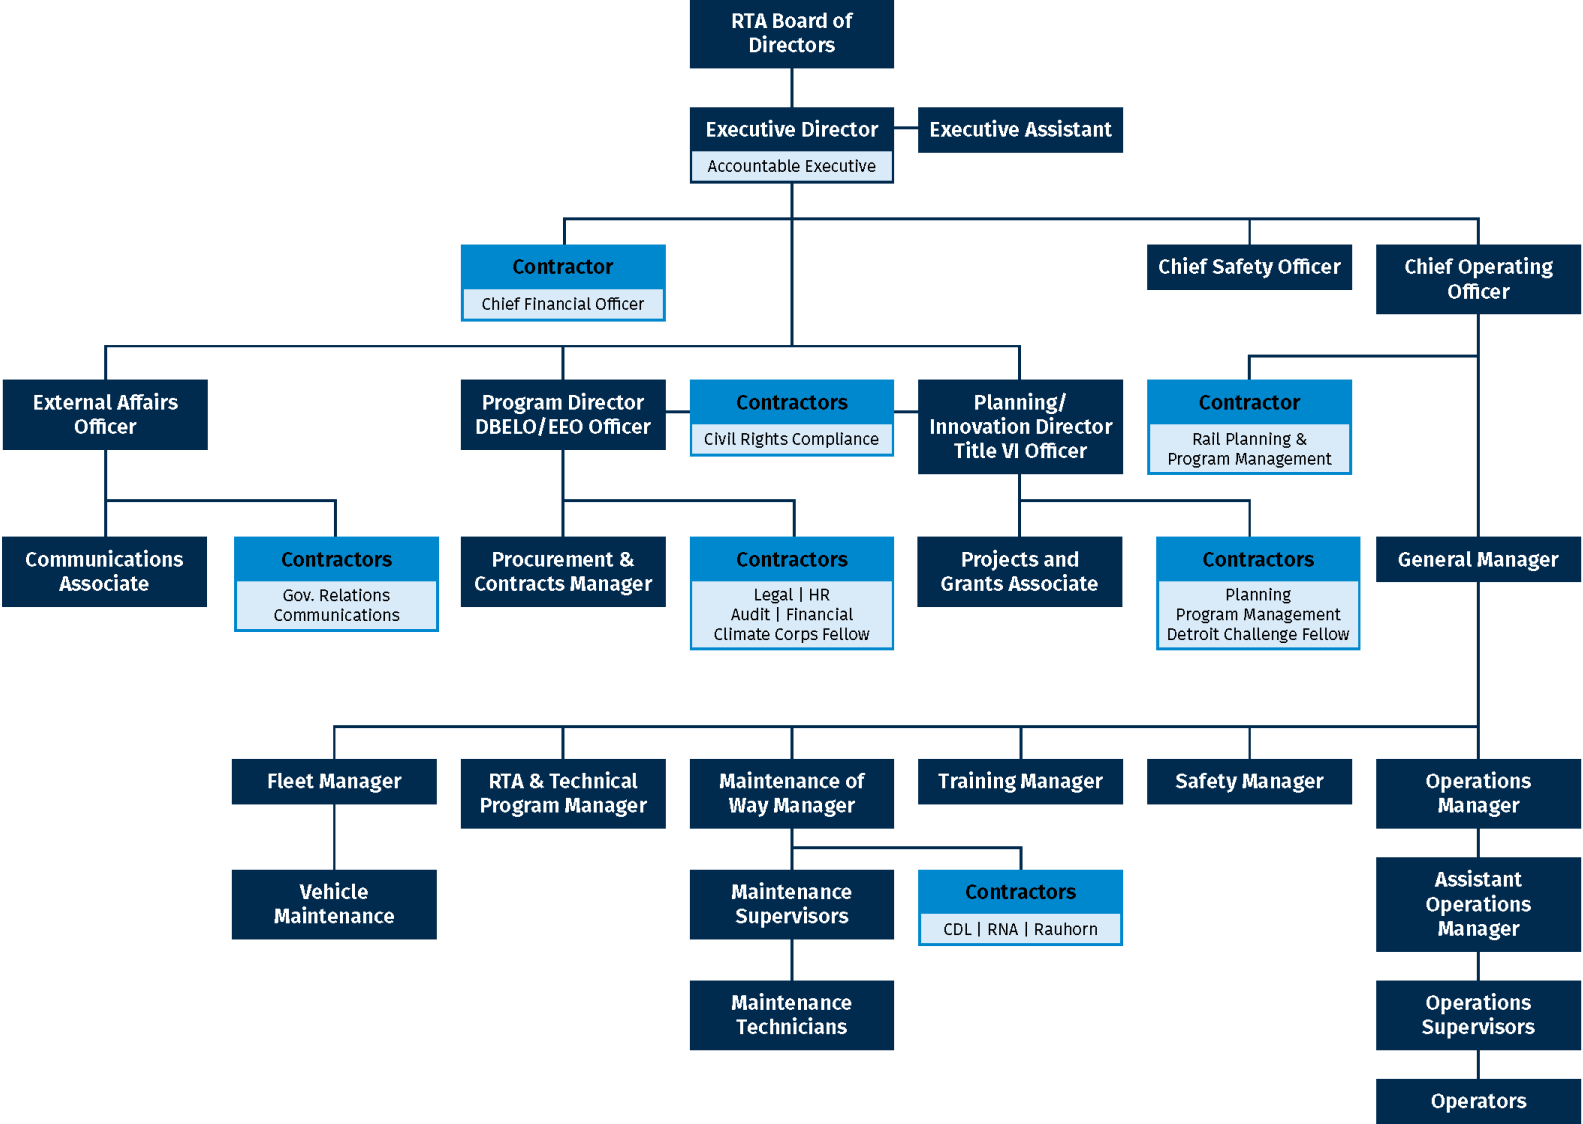 RTA Board of
Directors
Executive Director
Accountable Executive
Executive Assistant
Contractor
Chief Financial Officer
Chief Safety Officer
Chief Operating
Officer
External Affairs
Officer
Program Director
DBELO/EEO Officer
Contractors
Civil Rights Compliance
Planning/
Innovation Director
Title VI Officer
Contractor
Rail Planning &
Program Management
Communications
Associate
Contractors
Gov. Relations
Communications
Procurement &
Contracts Manager
Contractors
Legal | HR
Audit | Financial
Climate Corps Fellow
Projects and
Grants Associate
Contractors
Planning
Program Management
Detroit Challenge Fellow
General Manager
Fleet Manager
RTA & Technical
Program Manager
Maintenance of
Way Manager
Training Manager
Safety Manager
Operations
Manager
Vehicle
Maintenance
Maintenance
Supervisors
Contractors
CDL | RNA | Rauhorn
Assistant
Operations
Manager
Maintenance
Technicians
Operations
Supervisors
Operators